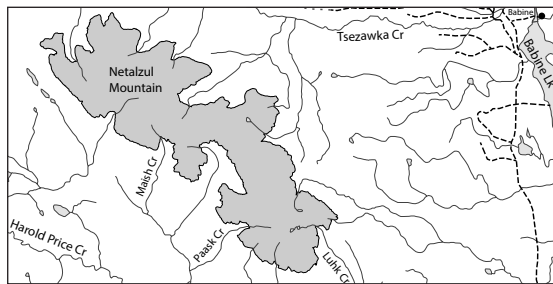 Babine
Tsezawka Cr
Babine Lk
Netalzul
Mountain
Maish Cr
Harold Price Cr
Paask Cr
Luhk Cr